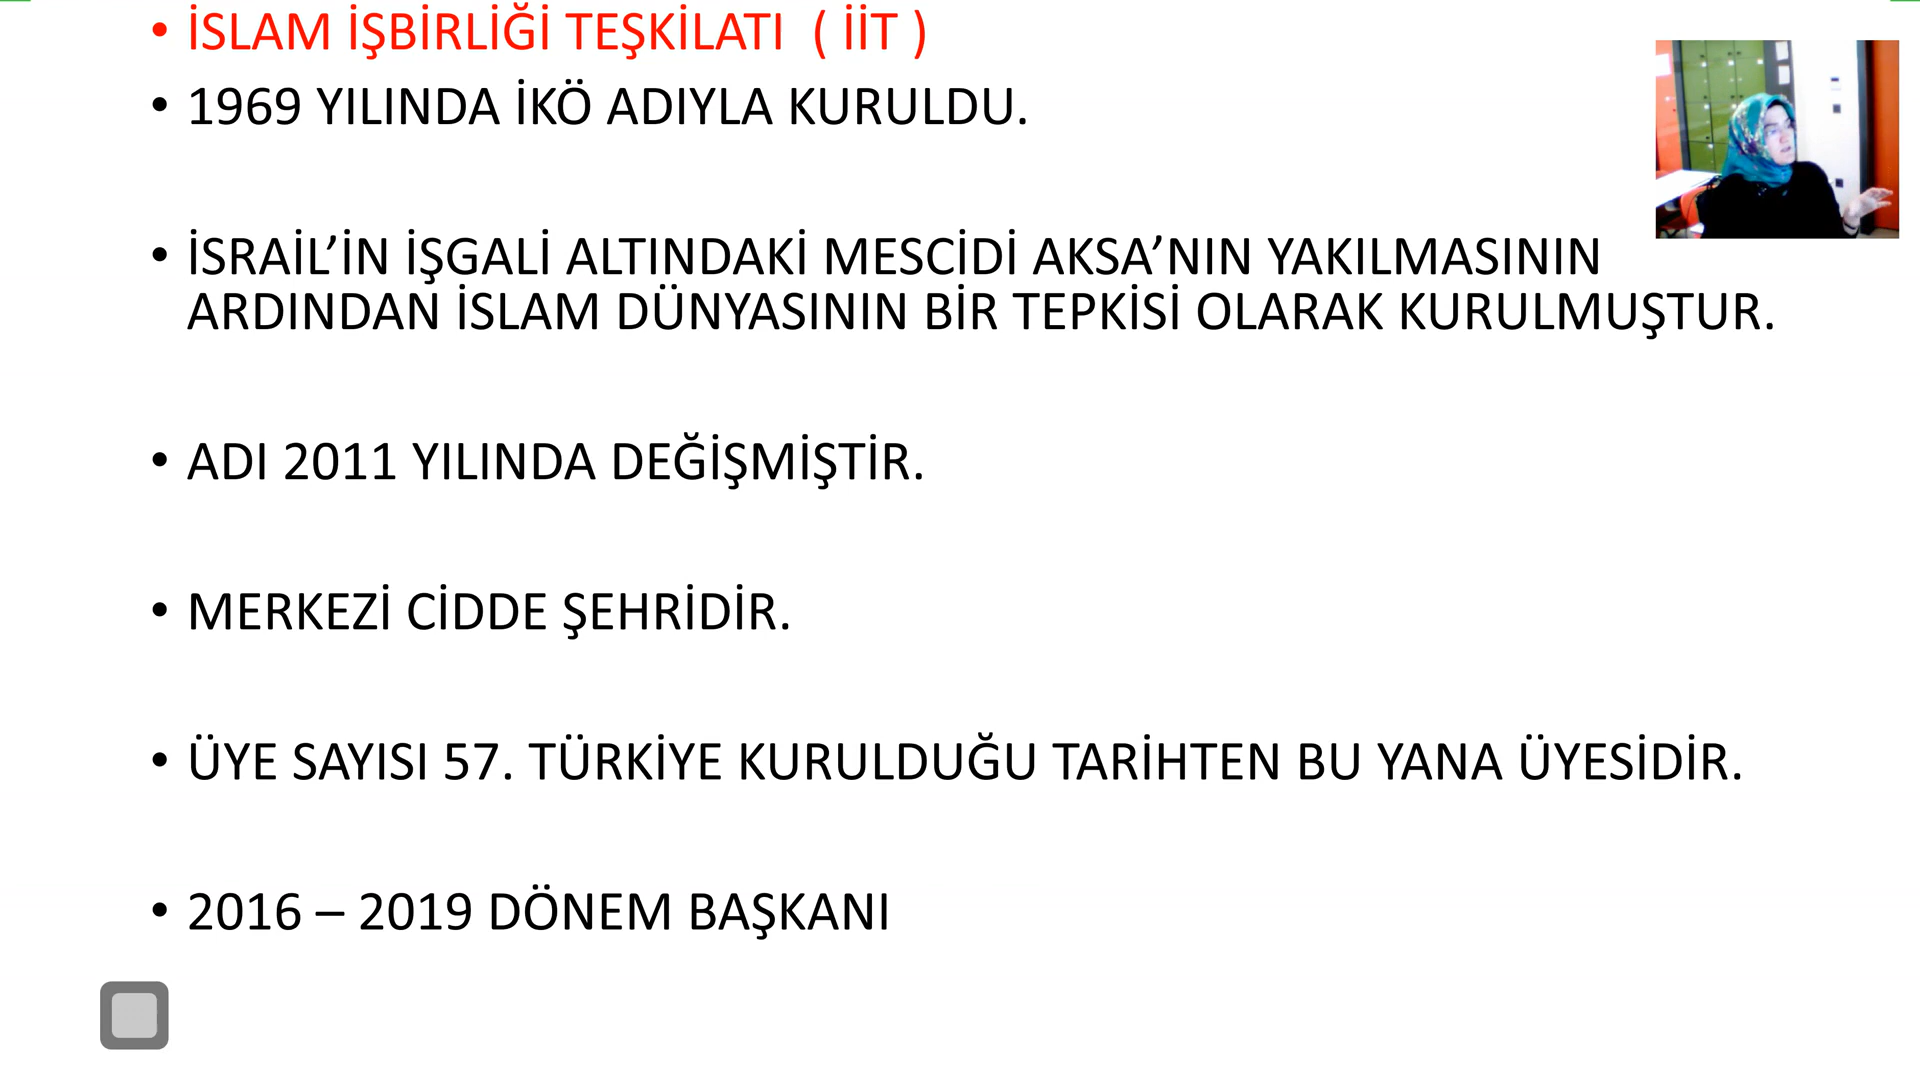 • İSLAM İŞBİRLİĞİ TEŞKİLATI ( İİT )
• 1969 YILINDA İKÖ ADIYLA KURULDU.
• İSRAİL’İN İŞGALİ ALTINDAKİ MESCİDİ AKSA’NIN YAKILMASININ
ARDINDAN İSLAM DÜNYASININ BİR TEPKİSİ OLARAK KURULMUŞTUR.
• ADI 2011 YILINDA DEĞİŞMİŞTİR.
• MERKEZİ CİDDE ŞEHRİDİR.
• ÜYE SAYISI 57. TÜRKİYE KURULDUĞU TARİHTEN BU YANA ÜYESİDİR.
• 2016 – 2019 DÖNEM BAŞKANI